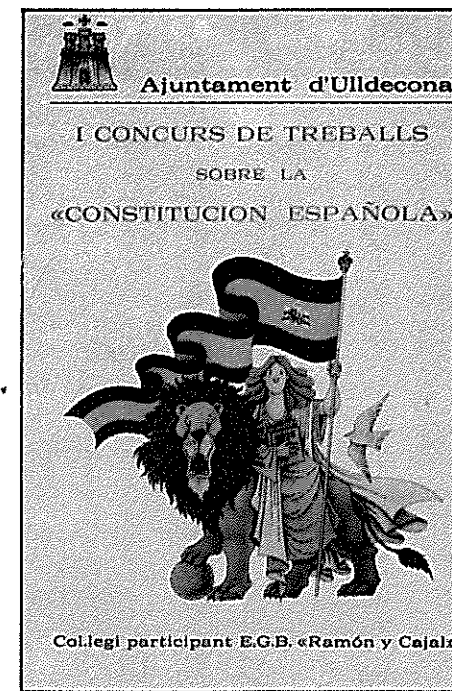 Ajuntament d'Ulldecona
I CONCURS DE TREBALLS
SOBRE LA
«CONSTITUCION ESPAÑOLA»
Col.legi participant E.G.B. «Ramón y Cajal»